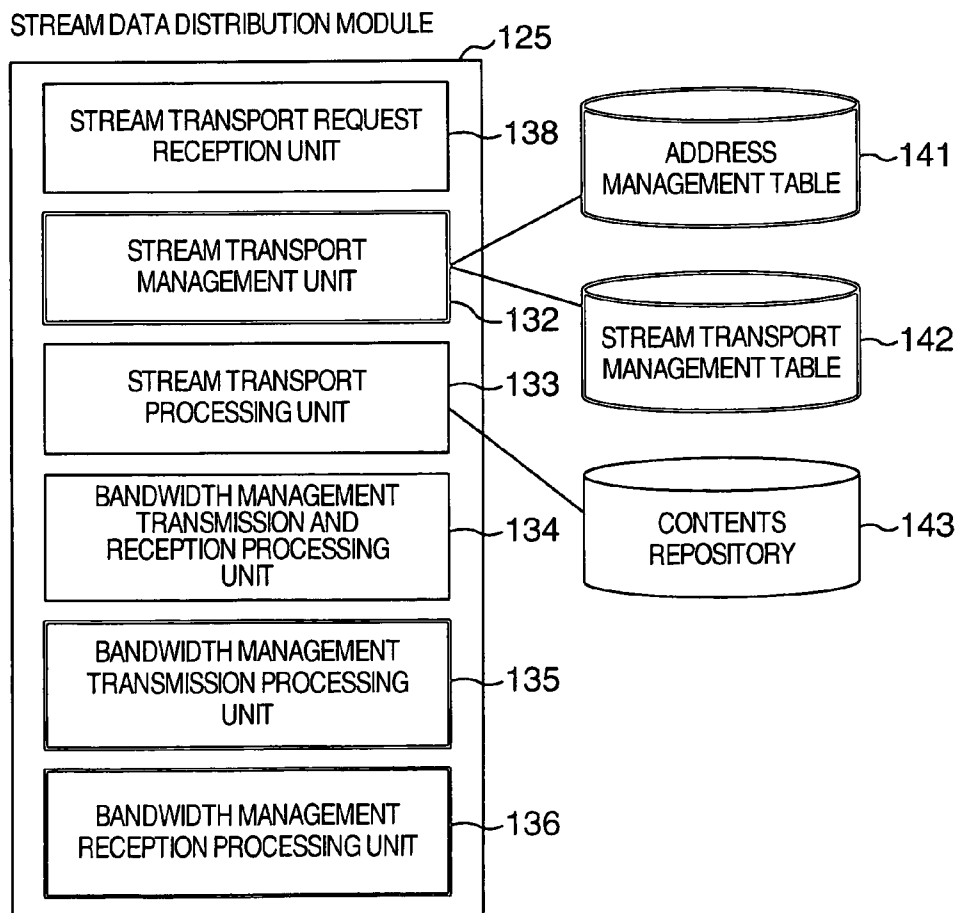 STREAM DATA DISTRIBUTION MODULE
125
STREAM TRANSPORT REQUEST
RECEPTION UNIT
138
STREAM TRANSPORT
MANAGEMENT UNIT
132
STREAM TRANSPORT
PROCESSING UNIT
133
BANDWIDTH MANAGEMENT
TRANSMISSION AND
RECEPTION PROCESSING
UNIT
134
BANDWIDTH MANAGEMENT
TRANSMISSION PROCESSING
UNIT
135
BANDWIDTH MANAGEMENT
RECEPTION PROCESSING UNIT
136
ADDRESS
MANAGEMENT TABLE
141
STREAM TRANSPORT
MANAGEMENT TABLE
142
CONTENTS
REPOSITORY
143